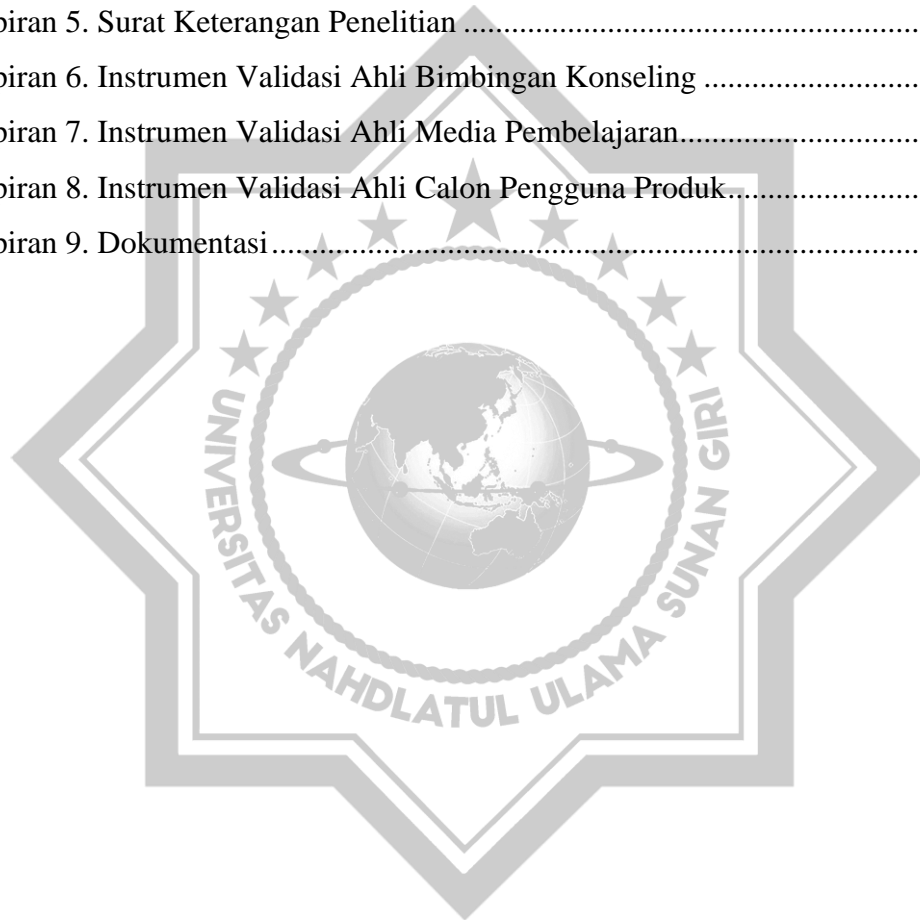 piran 5. Surat Keterangan Penelitian ........................................................
piran 6. Instrumen Validasi Ahli Bimbingan Konseling ..........................
piran 7. Instrumen Validasi Ahli Media Pembelajaran.............................
piran 8. Instrumen Validasi Ahli Calon Pengguna Produk.......................
piran 9. Dokumentasi.................................................................................
UNIVERSITAS NAHDLATUL ULAMA SUNAN GIRI